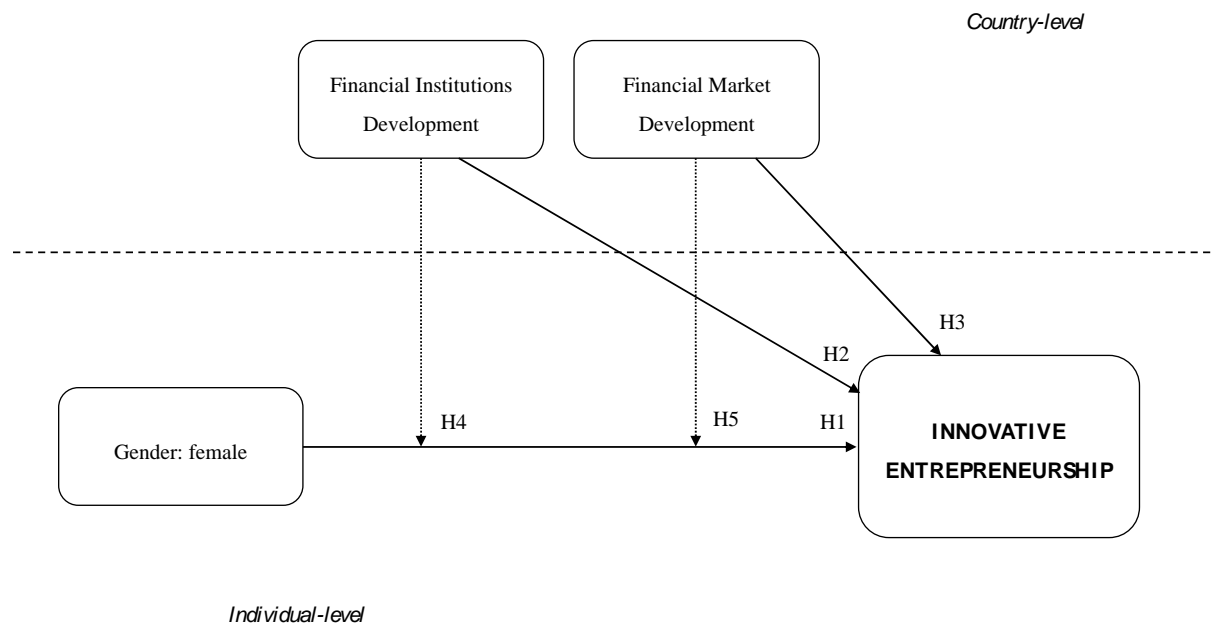 Country-level
Financial Institutions
Development
Financial Market
Development
H3
H2
H4
H5
H1
Gender: female
INNOVATIVE
ENTREPRENEURSHIP
Individual-level